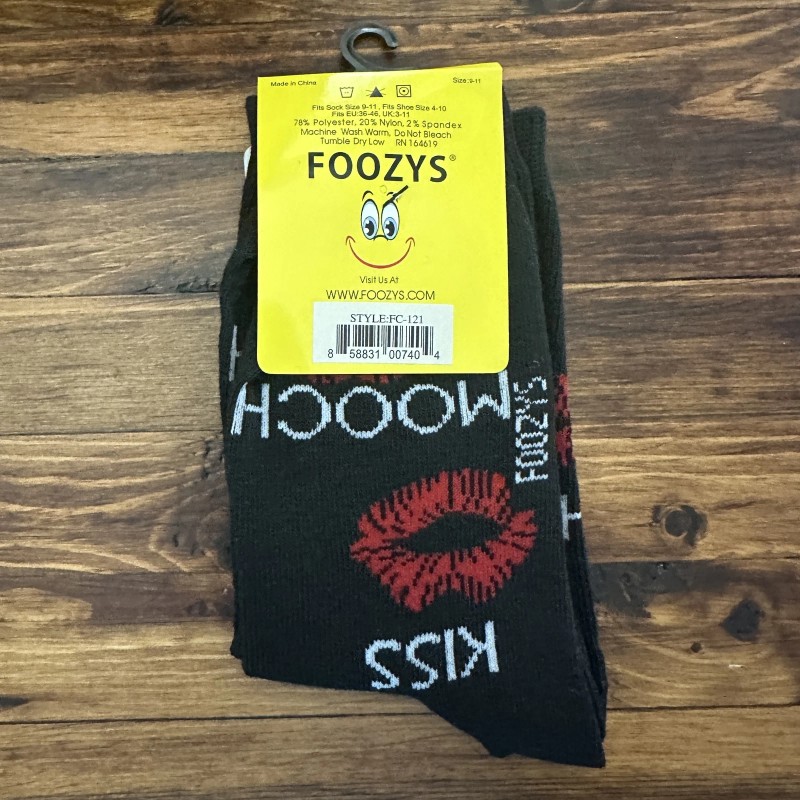 Made in China
Size:9-11
Fits Sock Size 9-11, Fits Shoe Size 4-10
Fits EU:36-46, UK:3-11
78% Polyester, 20% Nylon, 2% Spandex
Machine Wash Warm, Do Not Bleach
Tumble Dry Low RN 164619
FOOZYS®
Visit Us At
WWW.FOOZYS.COM
STYLE:FC-121
8 58831 00740 4
MOOCH
FOOZYS
KISS